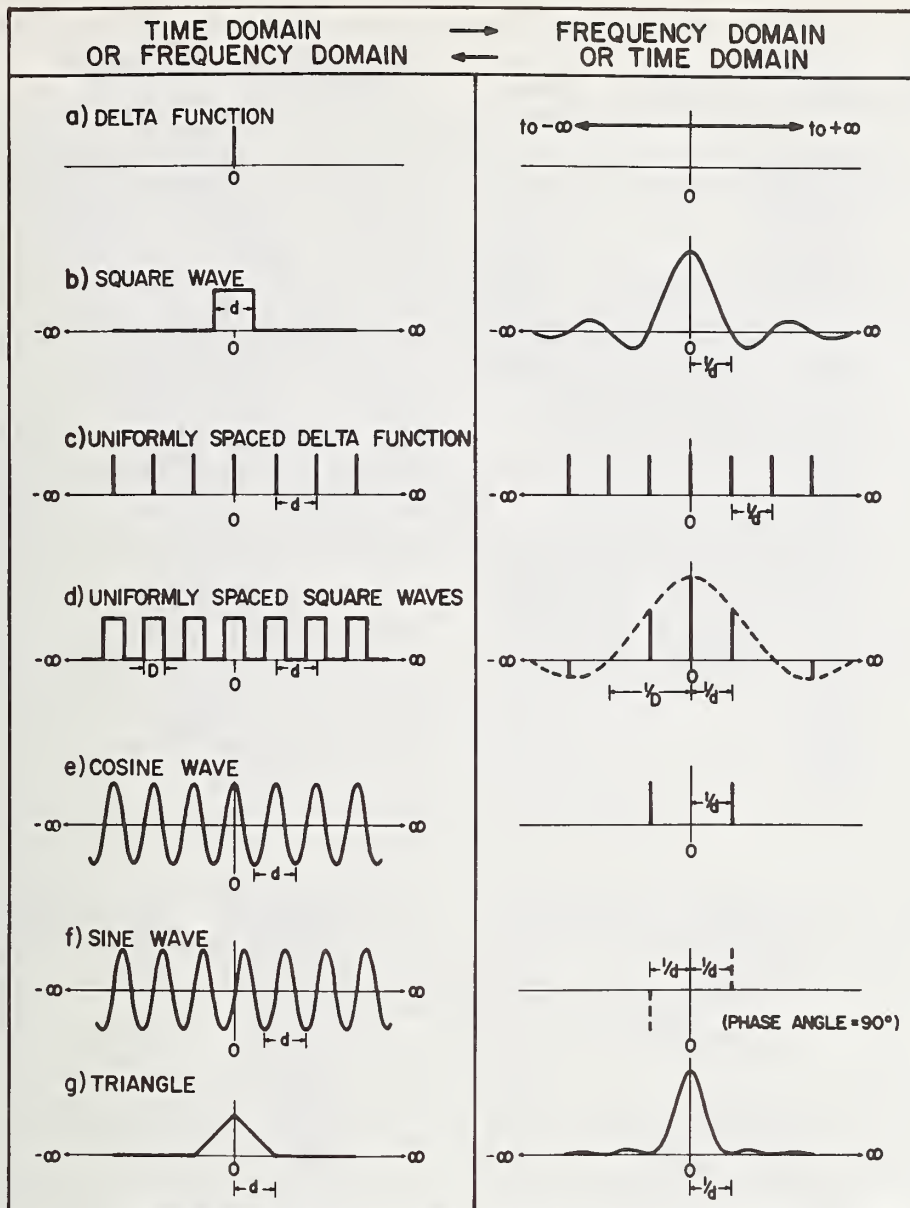 TIME DOMAIN → FREQUENCY DOMAIN
OR FREQUENCY DOMAIN ← OR TIME DOMAIN
a) DELTA FUNCTION
to -∞ to +∞
0 0
b) SQUARE WAVE
d
-∞ ∞ -∞ ∞
0 0
1/d
c) UNIFORMLY SPACED DELTA FUNCTION
-∞ ∞ -∞ ∞
0 d 0 1/d
d) UNIFORMLY SPACED SQUARE WAVES
-∞ ∞ -∞ ∞
D 0 d 0
1/D 1/d
e) COSINE WAVE
1/d
-∞ ∞
0 d 0
f) SINE WAVE
1/d 1/d
-∞ ∞
(PHASE ANGLE = 90°)
0 d 0
g) TRIANGLE
-∞ ∞ -∞ ∞
0 0
d 1/d